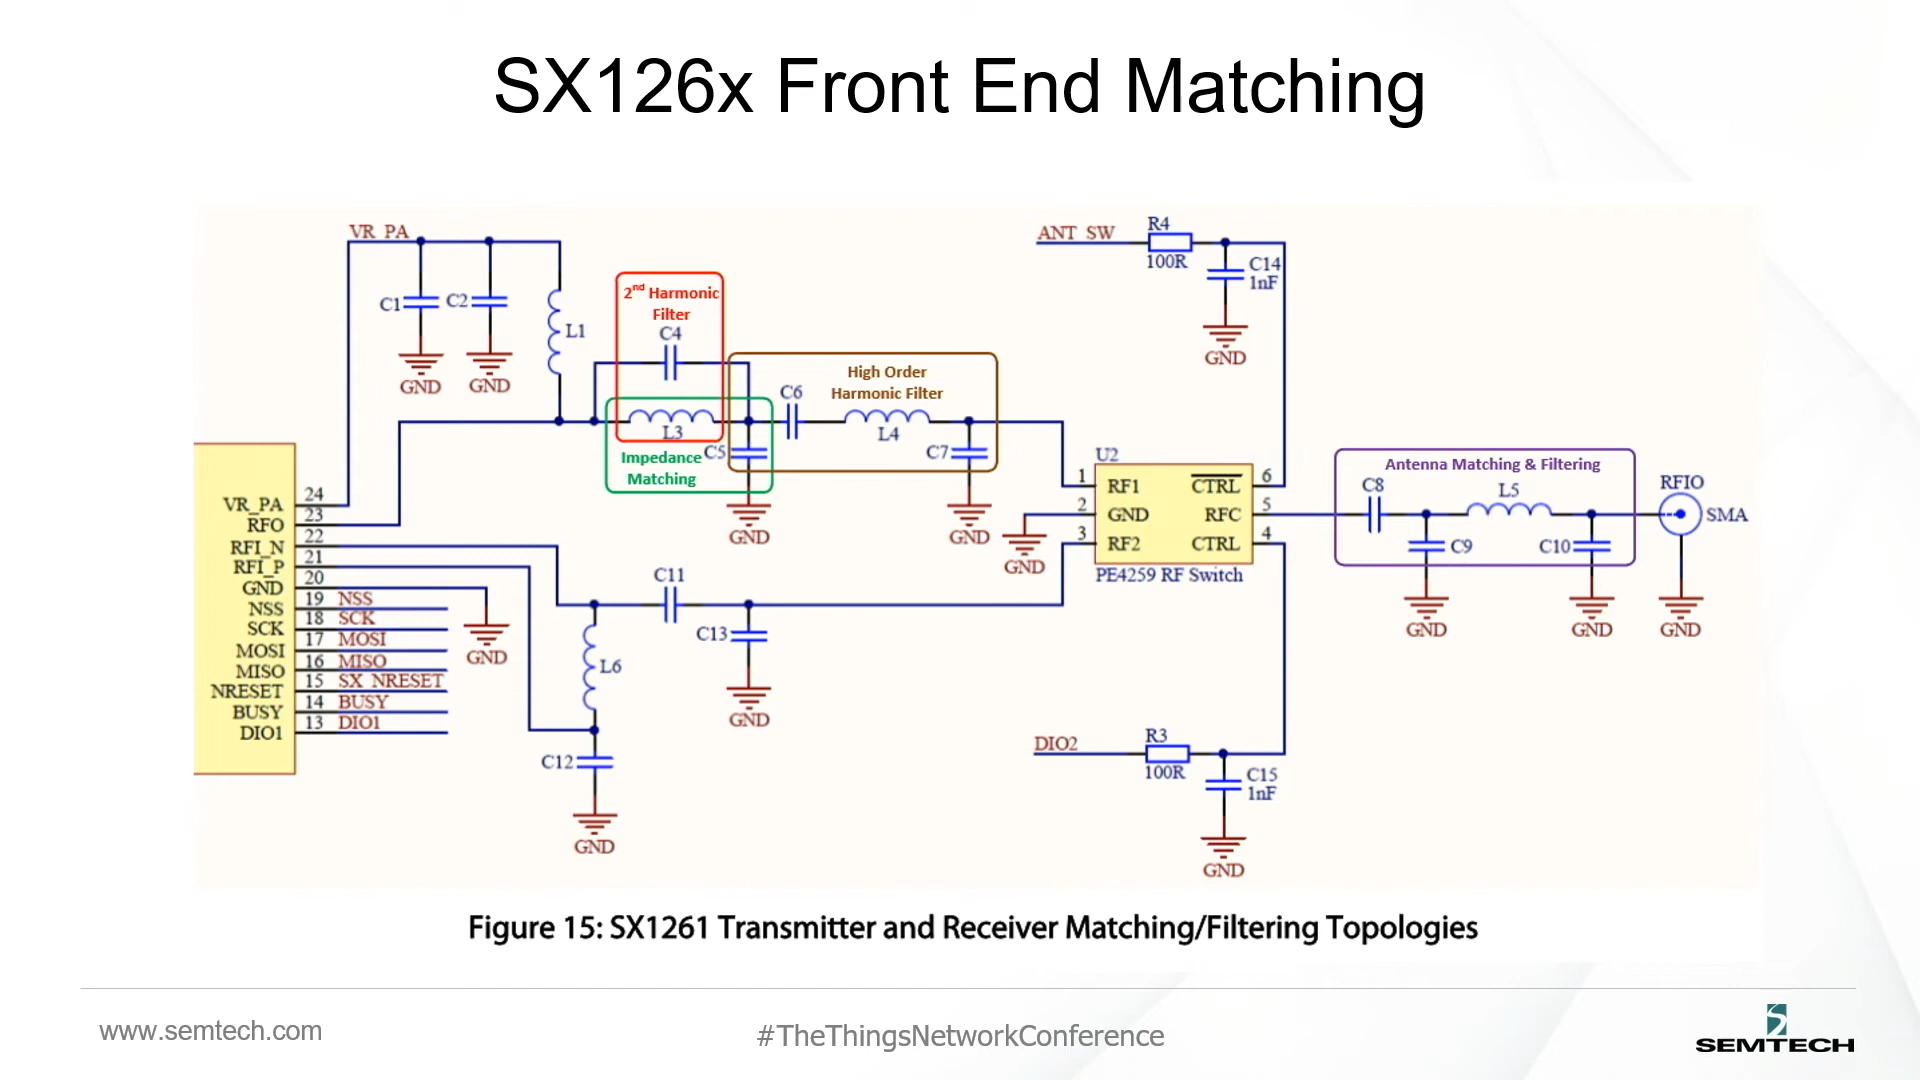 SX126x Front End Matching
VR_PA
C1
C2
GND
GND
L1
2nd Harmonic
Filter
C4
L3
Impedance
Matching
C5
GND
High Order
Harmonic Filter
C6
L4
C7
GND
ANT_SW
R4
100R
C14
1nF
GND
VR_PA 24
RFO 23
RFI_N 22
RFI_P 21
GND 20
NSS 19 NSS
SCK 18 SCK
MOSI 17 MOSI
MISO 16 MISO
NRESET 15 SX_NRESET
BUSY 14 BUSY
DIO1 13 DIO1
GND
U2
1 RF1 CTRL 6
2 GND RFC 5
3 RF2 CTRL 4
PE4259 RF Switch
GND
Antenna Matching & Filtering
C8
L5
C9
C10
GND
GND
RFIO
SMA
GND
C11
C13
GND
L6
C12
GND
DIO2
R3
100R
C15
1nF
GND
Figure 15: SX1261 Transmitter and Receiver Matching/Filtering Topologies
www.semtech.com
#TheThingsNetworkConference
SEMTECH